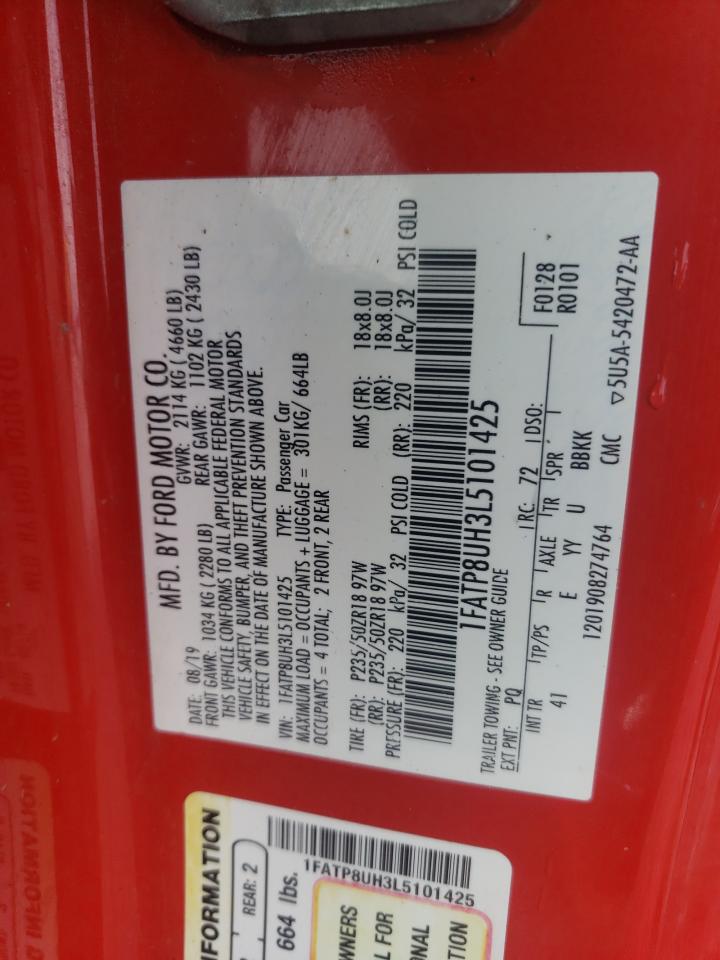 MFD. BY FORD MOTOR CO.
DATE: 08/19 GVWR: 2114 KG ( 4660 LB)
FRONT GAWR: 1034 KG ( 2280 LB) REAR GAWR: 1102 KG ( 2430 LB)
THIS VEHICLE CONFORMS TO ALL APPLICABLE FEDERAL MOTOR
VEHICLE SAFETY, BUMPER, AND THEFT PREVENTION STANDARDS
IN EFFECT ON THE DATE OF MANUFACTURE SHOWN ABOVE.
VIN: 1FATP8UH3L5101425 TYPE: Passenger Car
MAXIMUM LOAD = OCCUPANTS + LUGGAGE = 301KG/ 664LB
OCCUPANTS = 4 TOTAL; 2 FRONT, 2 REAR
TIRE (FR): P235/50ZR18 97W RIMS (FR): 18x8.0J
(RR): P235/50ZR18 97W (RR): 18x8.0J
PRESSURE (FR): 220 kPa/ 32 PSI COLD (RR): 220 kPa/ 32 PSI COLD
1FATP8UH3L5101425
TRAILER TOWING - SEE OWNER GUIDE
EXT PNT: PQ RC: 72 DSO: F0128
R0101
INT TR TP/PS R AXLE TR SPR
41 E YY U BBKK
1201908274764 CMC
▽5U5A-5420472-AA
INFORMATION
REAR: 2
664 lbs.
1FATP8UH3L5101425